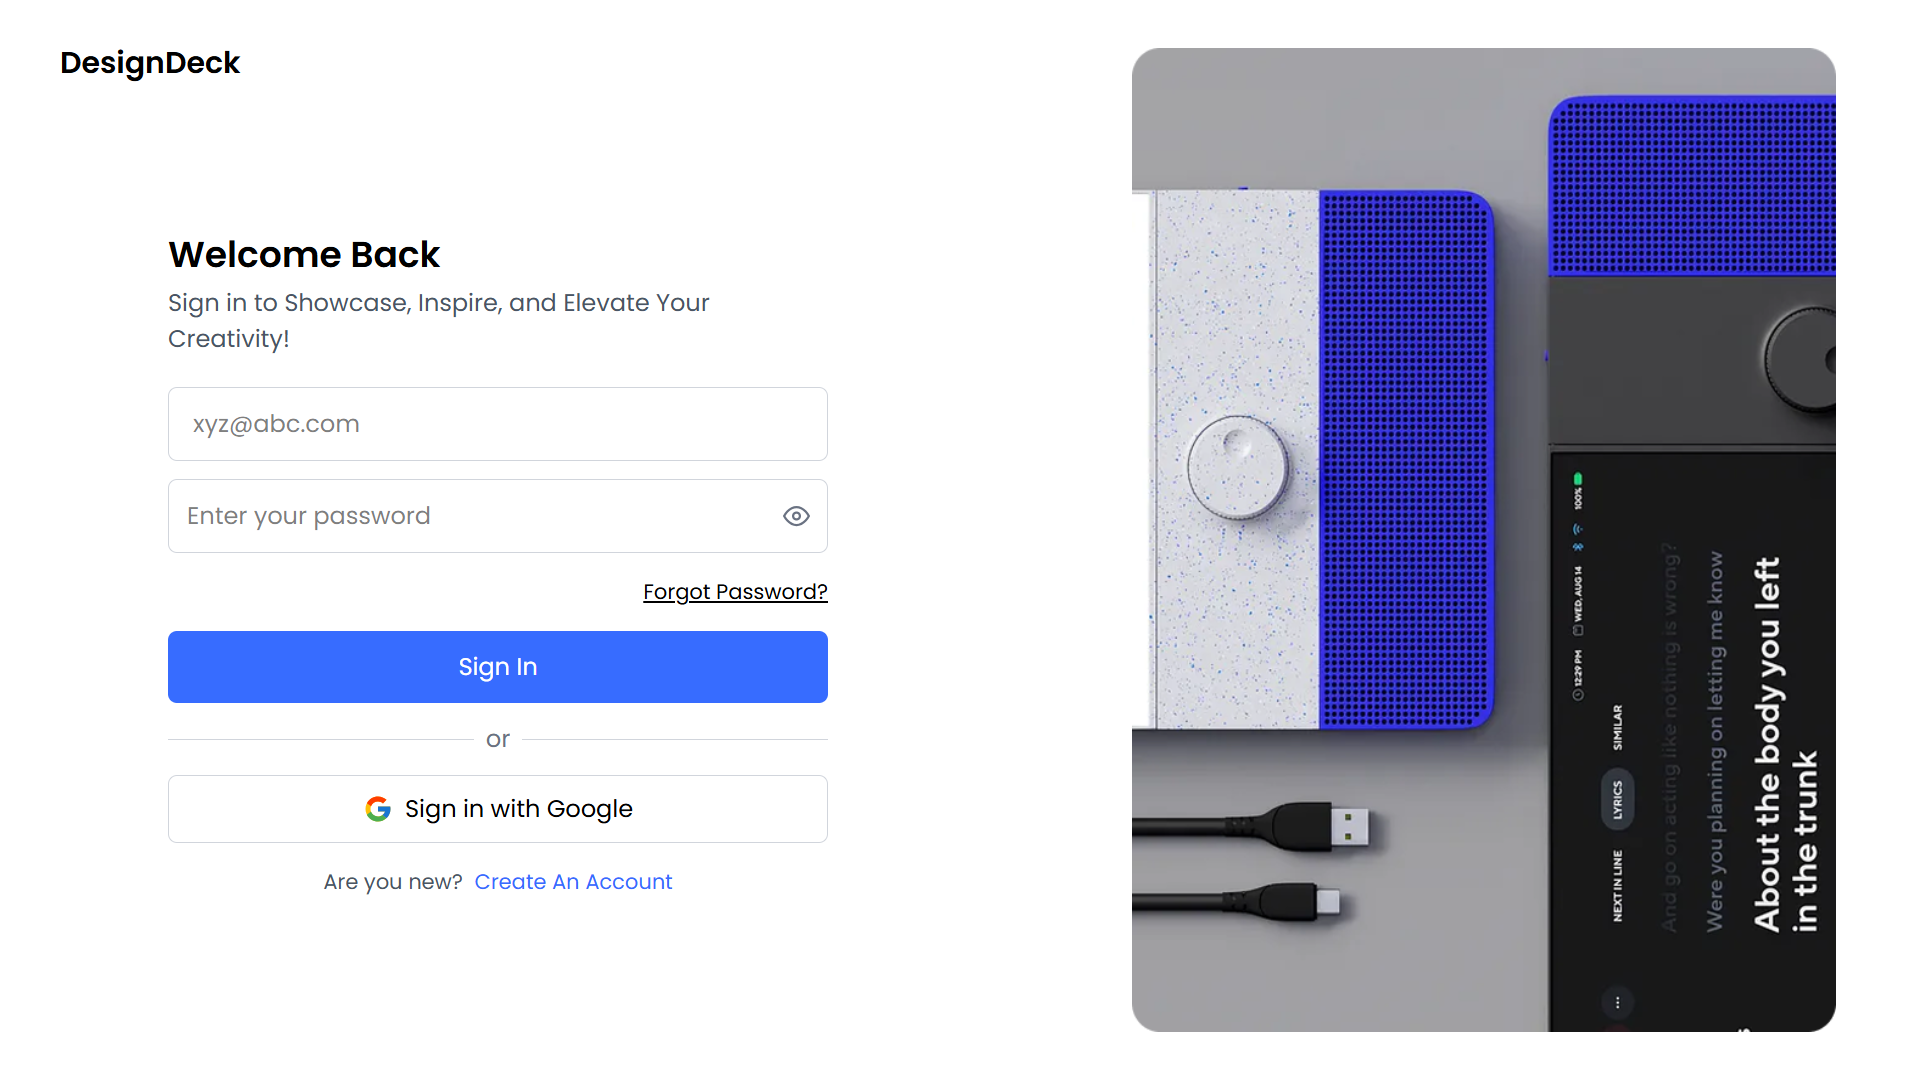 DesignDeck
Welcome Back
Sign in to Showcase, Inspire, and Elevate Your
Creativity!
xyz@abc.com
Enter your password
Forgot Password?
Sign In
or
Sign in with Google
Are you new? Create An Account
12:29 PM WED, AUG 14 100%
NEXT IN LINE LYRICS SIMILAR
And go on acting like nothing is wrong?
Were you planning on letting me know
About the body you left
in the trunk